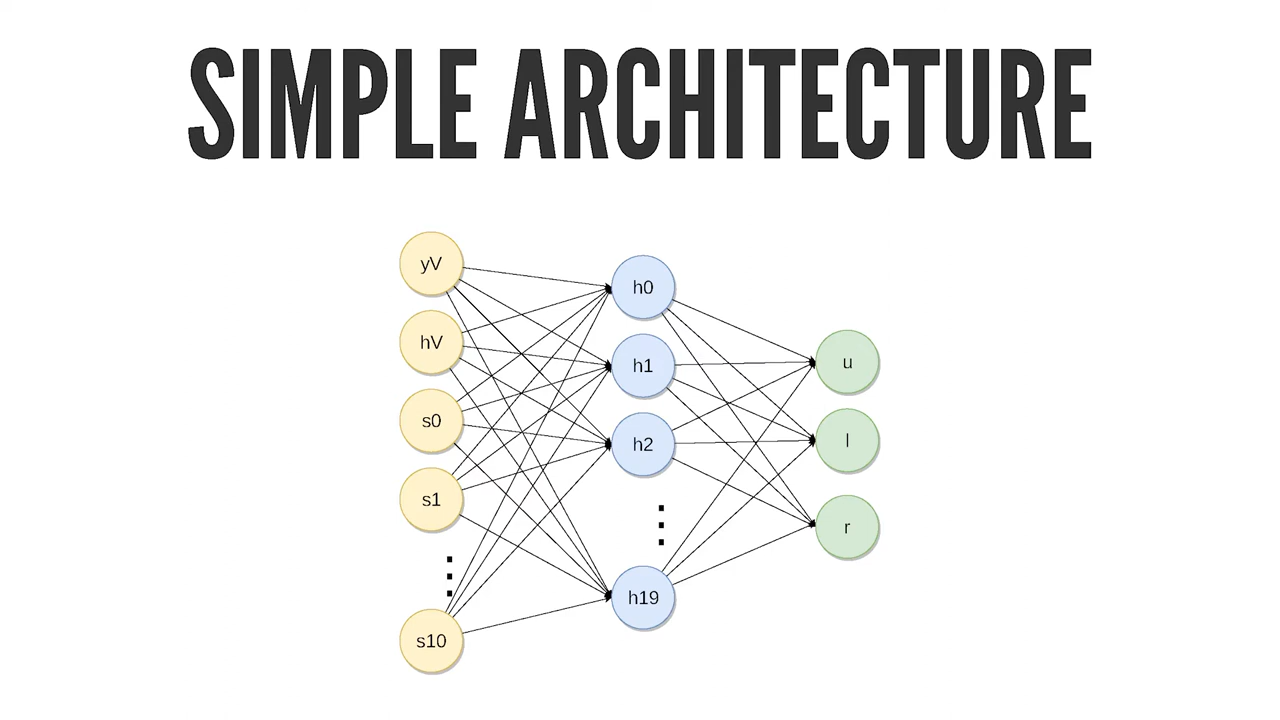 SIMPLE ARCHITECTURE
yV
hV
s0
s1
s10
h0
h1
h2
h19
u
l
r